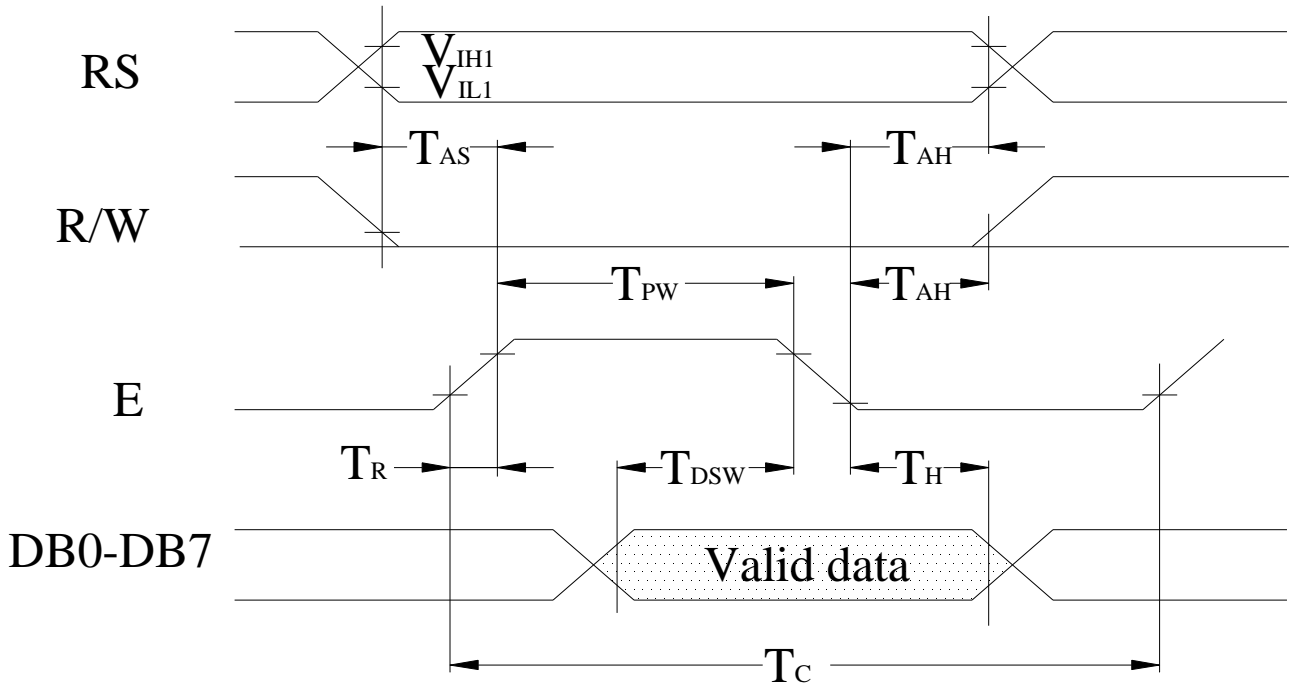 RS
VIH1
VIL1
TAS
TAH
R/W
TPW
TAH
E
TR
TDSW
TH
DB0-DB7
Valid data
TC